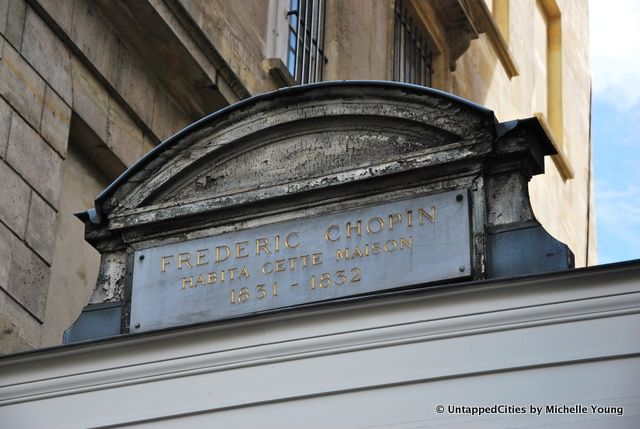 FREDERIC CHOPIN
HABITA CETTE MAISON
1831 - 1832
© UntappedCities by Michelle Young